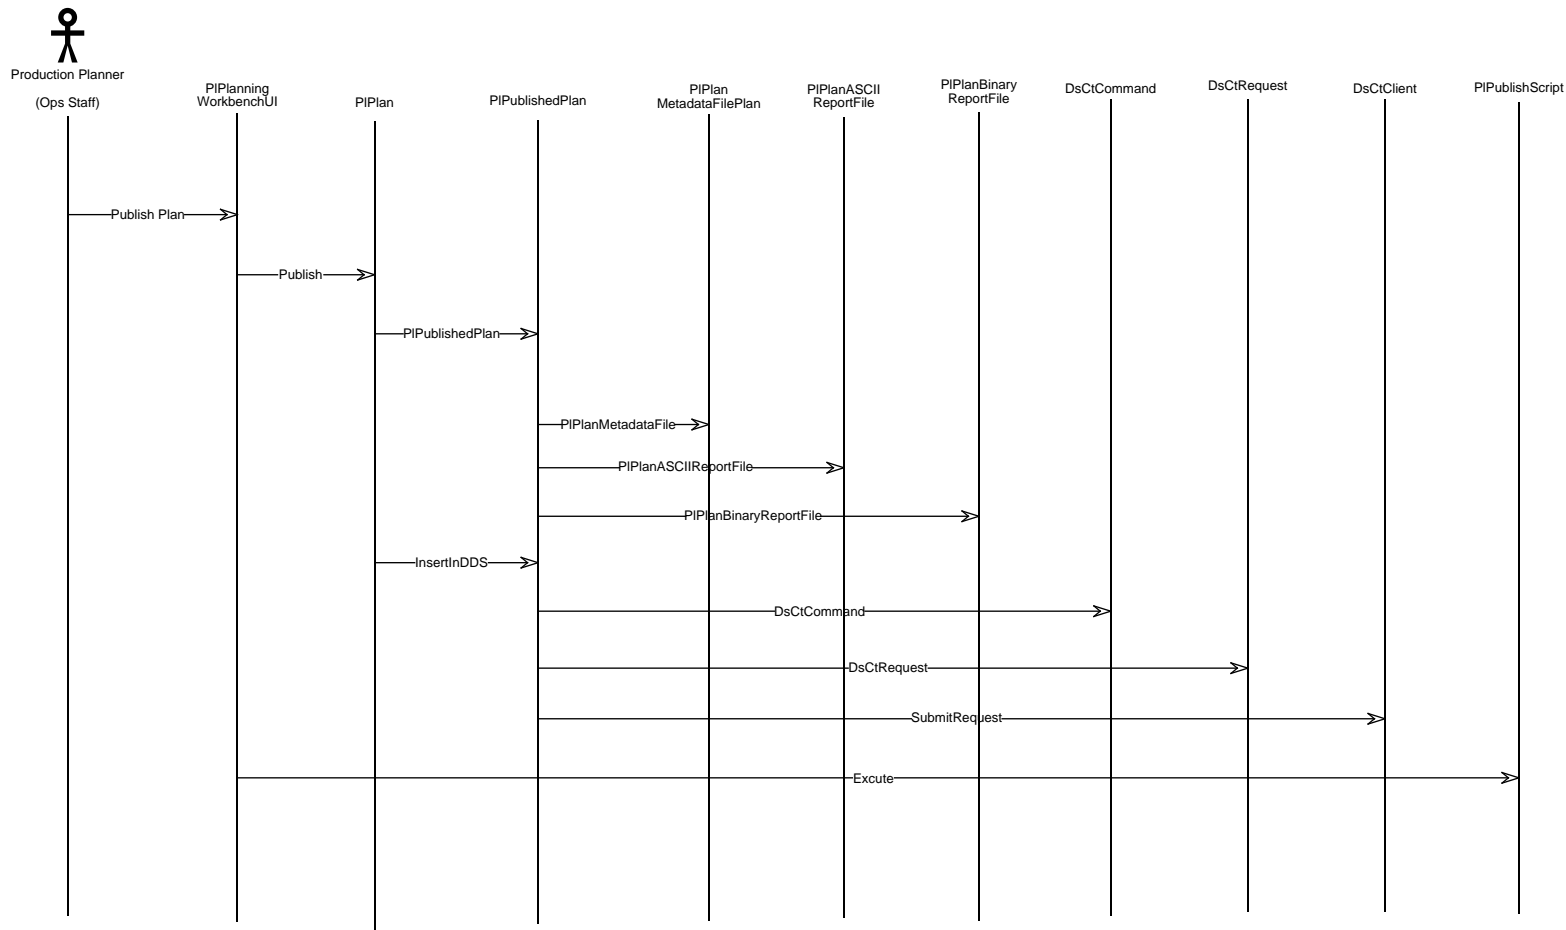 Production Planner
(Ops Staff)
PlPlanning
WorkbenchUI
PlPlan
PlPublishedPlan
PlPlan
MetadataFilePlan
PlPlanASCII
ReportFile
PlPlanBinary
ReportFile
DsCtCommand
DsCtRequest
DsCtClient
PlPublishScript
Publish Plan
Publish
PlPublishedPlan
PlPlanMetadataFile
PlPlanASCIIReportFile
PlPlanBinaryReportFile
InsertInDDS
DsCtCommand
DsCtRequest
SubmitRequest
Excute